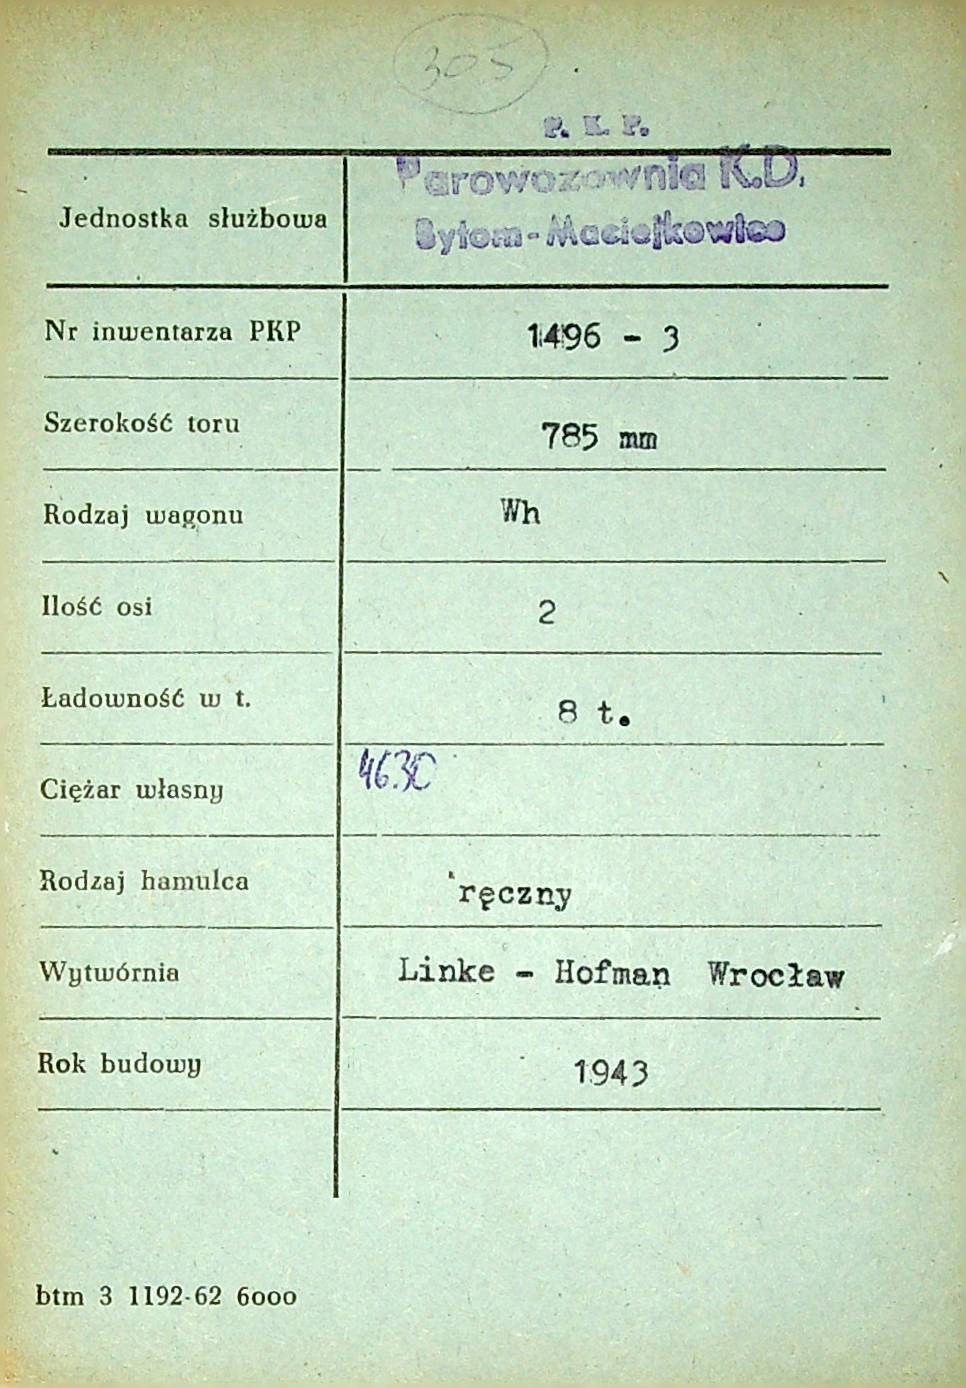 305
P. K. P.
Parowozownia K.D.
Jednostka służbowa
Bytom-Maciejkowice
Nr inwentarza PKP 1496 - 3
Szerokość toru 785 mm
Rodzaj wagonu Wh
Ilość osi 2
Ładowność w t. 8 t.
Ciężar własny 4630
Rodzaj hamulca ręczny
Wytwórnia Linke - Hofman Wrocław
Rok budowy 1943
btm 3 1192-62 6000